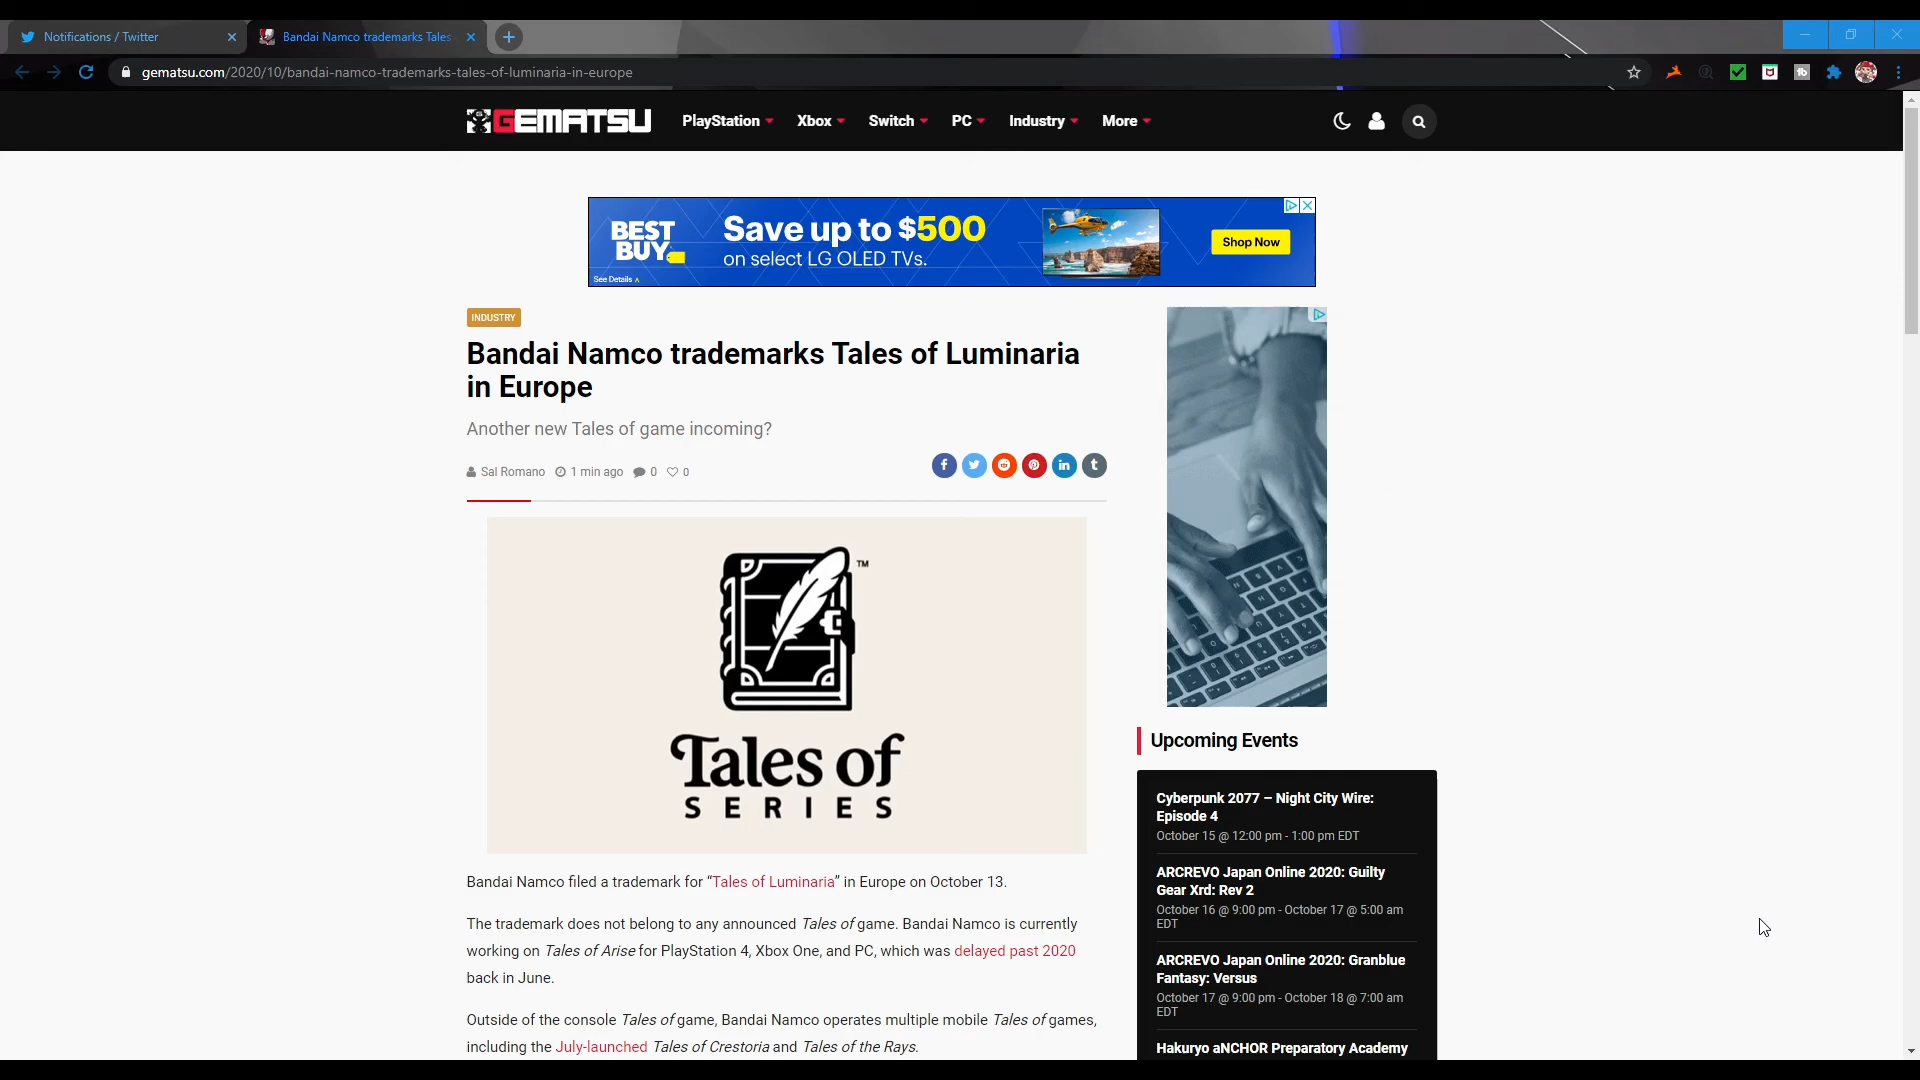 Notifications / Twitter
Bandai Namco trademarks Tales
gematsu.com/2020/10/bandai-namco-trademarks-tales-of-luminaria-in-europe
GEMATSU
PlayStation
Xbox
Switch
PC
Industry
More
BEST BUY
Save up to $500
on select LG OLED TVs.
Shop Now
See Details
INDUSTRY
Bandai Namco trademarks Tales of Luminaria
in Europe
Another new Tales of game incoming?
Sal Romano 1 min ago 0 0
TM
Tales of
SERIES
Bandai Namco filed a trademark for “Tales of Luminaria” in Europe on October 13.
The trademark does not belong to any announced Tales of game. Bandai Namco is currently
working on Tales of Arise for PlayStation 4, Xbox One, and PC, which was delayed past 2020
back in June.
Outside of the console Tales of game, Bandai Namco operates multiple mobile Tales of games,
including the July-launched Tales of Crestoria and Tales of the Rays.
Upcoming Events
Cyberpunk 2077 – Night City Wire:
Episode 4
October 15 @ 12:00 pm - 1:00 pm EDT
ARCREVO Japan Online 2020: Guilty
Gear Xrd: Rev 2
October 16 @ 9:00 pm - October 17 @ 5:00 am
EDT
ARCREVO Japan Online 2020: Granblue
Fantasy: Versus
October 17 @ 9:00 pm - October 18 @ 7:00 am
EDT
Hakuryo aNCHOR Preparatory Academy